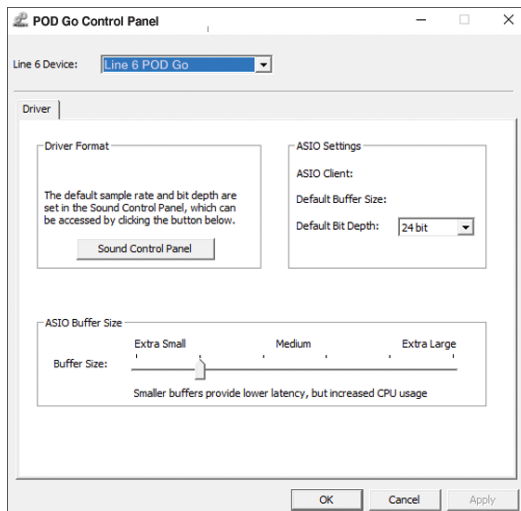 POD Go Control Panel
Line 6 Device: Line 6 POD Go
Driver
Driver Format
The default sample rate and bit depth are
set in the Sound Control Panel, which can
be accessed by clicking the button below.
Sound Control Panel
ASIO Settings
ASIO Client:
Default Buffer Size:
Default Bit Depth: 24 bit
ASIO Buffer Size
Extra Small Medium Extra Large
Buffer Size:
Smaller buffers provide lower latency, but increased CPU usage
OK Cancel Apply